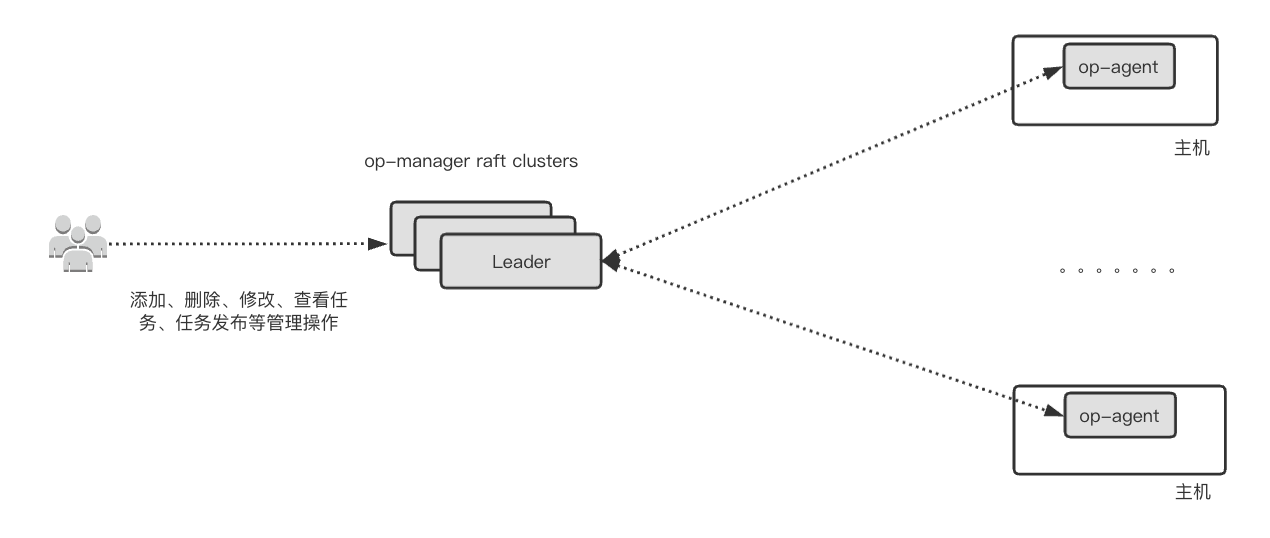 op-agent
主机
op-manager raft clusters
Leader
添加、删除、修改、查看任
务、任务发布等管理操作
op-agent
主机